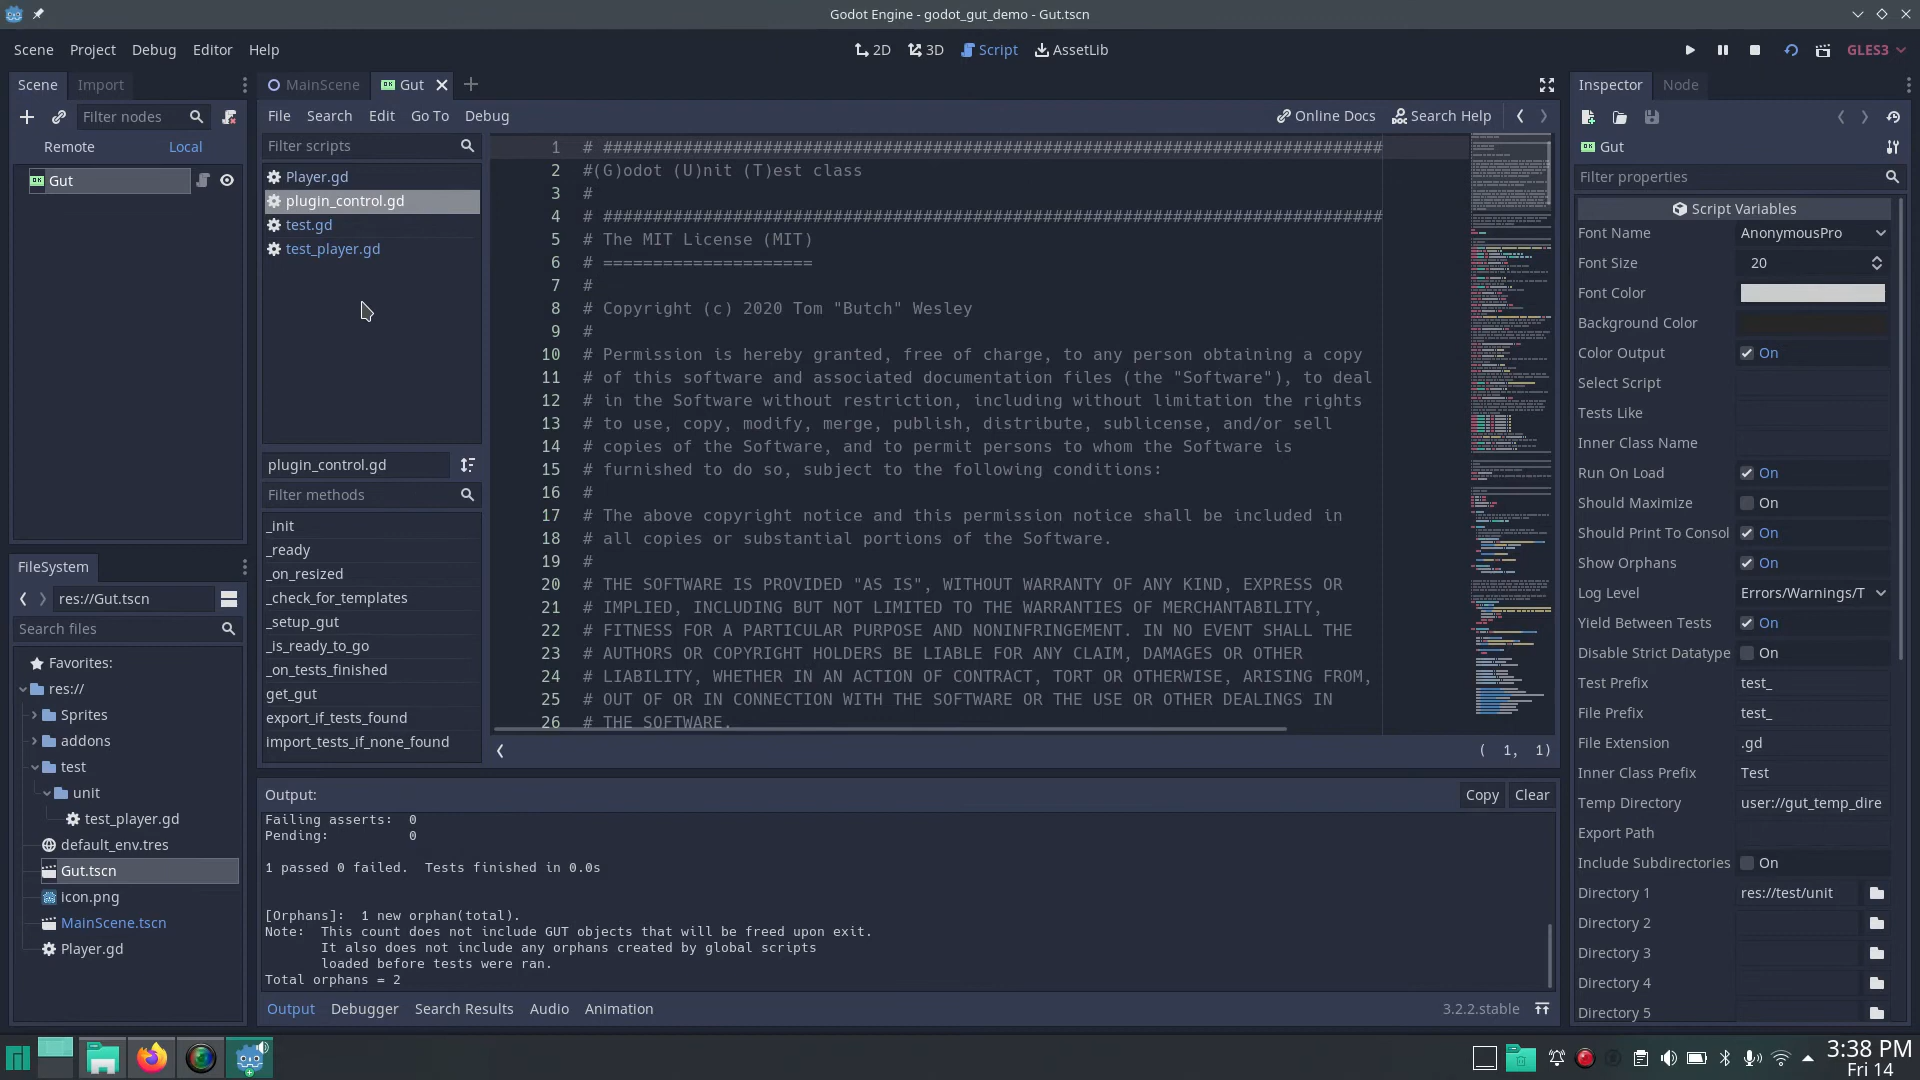 Godot Engine - godot_gut_demo - Gut.tscn
Scene
Project
Debug
Editor
Help
2D
3D
Script
AssetLib
GLES3
Scene
Import
Filter nodes
Remote
Local
Gut
FileSystem
res://Gut.tscn
Search files
Favorites:
res://
Sprites
addons
test
unit
test_player.gd
default_env.tres
Gut.tscn
icon.png
MainScene.tscn
Player.gd
MainScene
Gut
File
Search
Edit
Go To
Debug
Online Docs
Search Help
Filter scripts
Player.gd
plugin_control.gd
test.gd
test_player.gd
plugin_control.gd
Filter methods
_init
_ready
_on_resized
_check_for_templates
_setup_gut
_is_ready_to_go
_on_tests_finished
get_gut
export_if_tests_found
import_tests_if_none_found
1 # ##############################################################################
2 #(G)odot (U)nit (T)est class
3 #
4 # ##############################################################################
5 # The MIT License (MIT)
6 # =====================
7 #
8 # Copyright (c) 2020 Tom "Butch" Wesley
9 #
10 # Permission is hereby granted, free of charge, to any person obtaining a copy
11 # of this software and associated documentation files (the "Software"), to deal
12 # in the Software without restriction, including without limitation the rights
13 # to use, copy, modify, merge, publish, distribute, sublicense, and/or sell
14 # copies of the Software, and to permit persons to whom the Software is
15 # furnished to do so, subject to the following conditions:
16 #
17 # The above copyright notice and this permission notice shall be included in
18 # all copies or substantial portions of the Software.
19 #
20 # THE SOFTWARE IS PROVIDED "AS IS", WITHOUT WARRANTY OF ANY KIND, EXPRESS OR
21 # IMPLIED, INCLUDING BUT NOT LIMITED TO THE WARRANTIES OF MERCHANTABILITY,
22 # FITNESS FOR A PARTICULAR PURPOSE AND NONINFRINGEMENT. IN NO EVENT SHALL THE
23 # AUTHORS OR COPYRIGHT HOLDERS BE LIABLE FOR ANY CLAIM, DAMAGES OR OTHER
24 # LIABILITY, WHETHER IN AN ACTION OF CONTRACT, TORT OR OTHERWISE, ARISING FROM,
25 # OUT OF OR IN CONNECTION WITH THE SOFTWARE OR THE USE OR OTHER DEALINGS IN
26 # THE SOFTWARE.
( 1, 1)
Output:
Copy
Clear
Failing asserts: 0
Pending: 0
1 passed 0 failed. Tests finished in 0.0s
[Orphans]: 1 new orphan(total).
Note: This count does not include GUT objects that will be freed upon exit.
It also does not include any orphans created by global scripts
loaded before tests were ran.
Total orphans = 2
Output
Debugger
Search Results
Audio
Animation
3.2.2.stable
Inspector
Node
Gut
Filter properties
Script Variables
Font Name AnonymousPro
Font Size 20
Font Color
Background Color
Color Output On
Select Script
Tests Like
Inner Class Name
Run On Load On
Should Maximize On
Should Print To Consol On
Show Orphans On
Log Level Errors/Warnings/T
Yield Between Tests On
Disable Strict Datatype On
Test Prefix test_
File Prefix test_
File Extension .gd
Inner Class Prefix Test
Temp Directory user://gut_temp_dire
Export Path
Include Subdirectories On
Directory 1 res://test/unit
Directory 2
Directory 3
Directory 4
Directory 5
3:38 PM
Fri 14